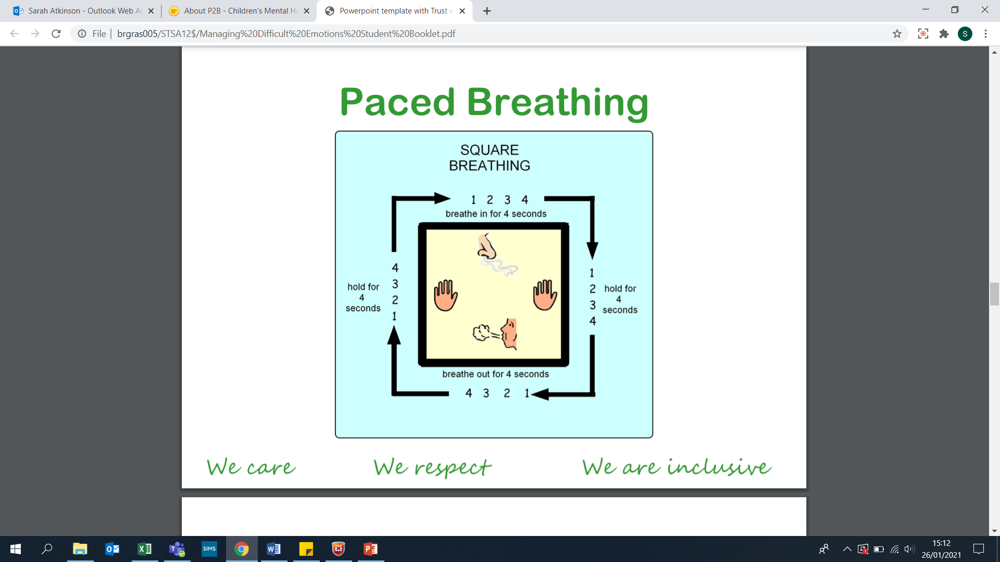 Sarah Atkinson - Outlook Web A
About P2B - Children's Mental H
Powerpoint template with Trust v
File
brgras005/STSA12$/Managing%20Difficult%20Emotions%20Student%20Booklet.pdf
S
Paced Breathing
SQUARE
BREATHING
1 2 3 4
breathe in for 4 seconds
1
2
3
4
hold for
4
seconds
breathe out for 4 seconds
4 3 2 1
hold for
4
seconds
4
3
2
1
We care
We respect
We are inclusive
SIMS
15:12
26/01/2021